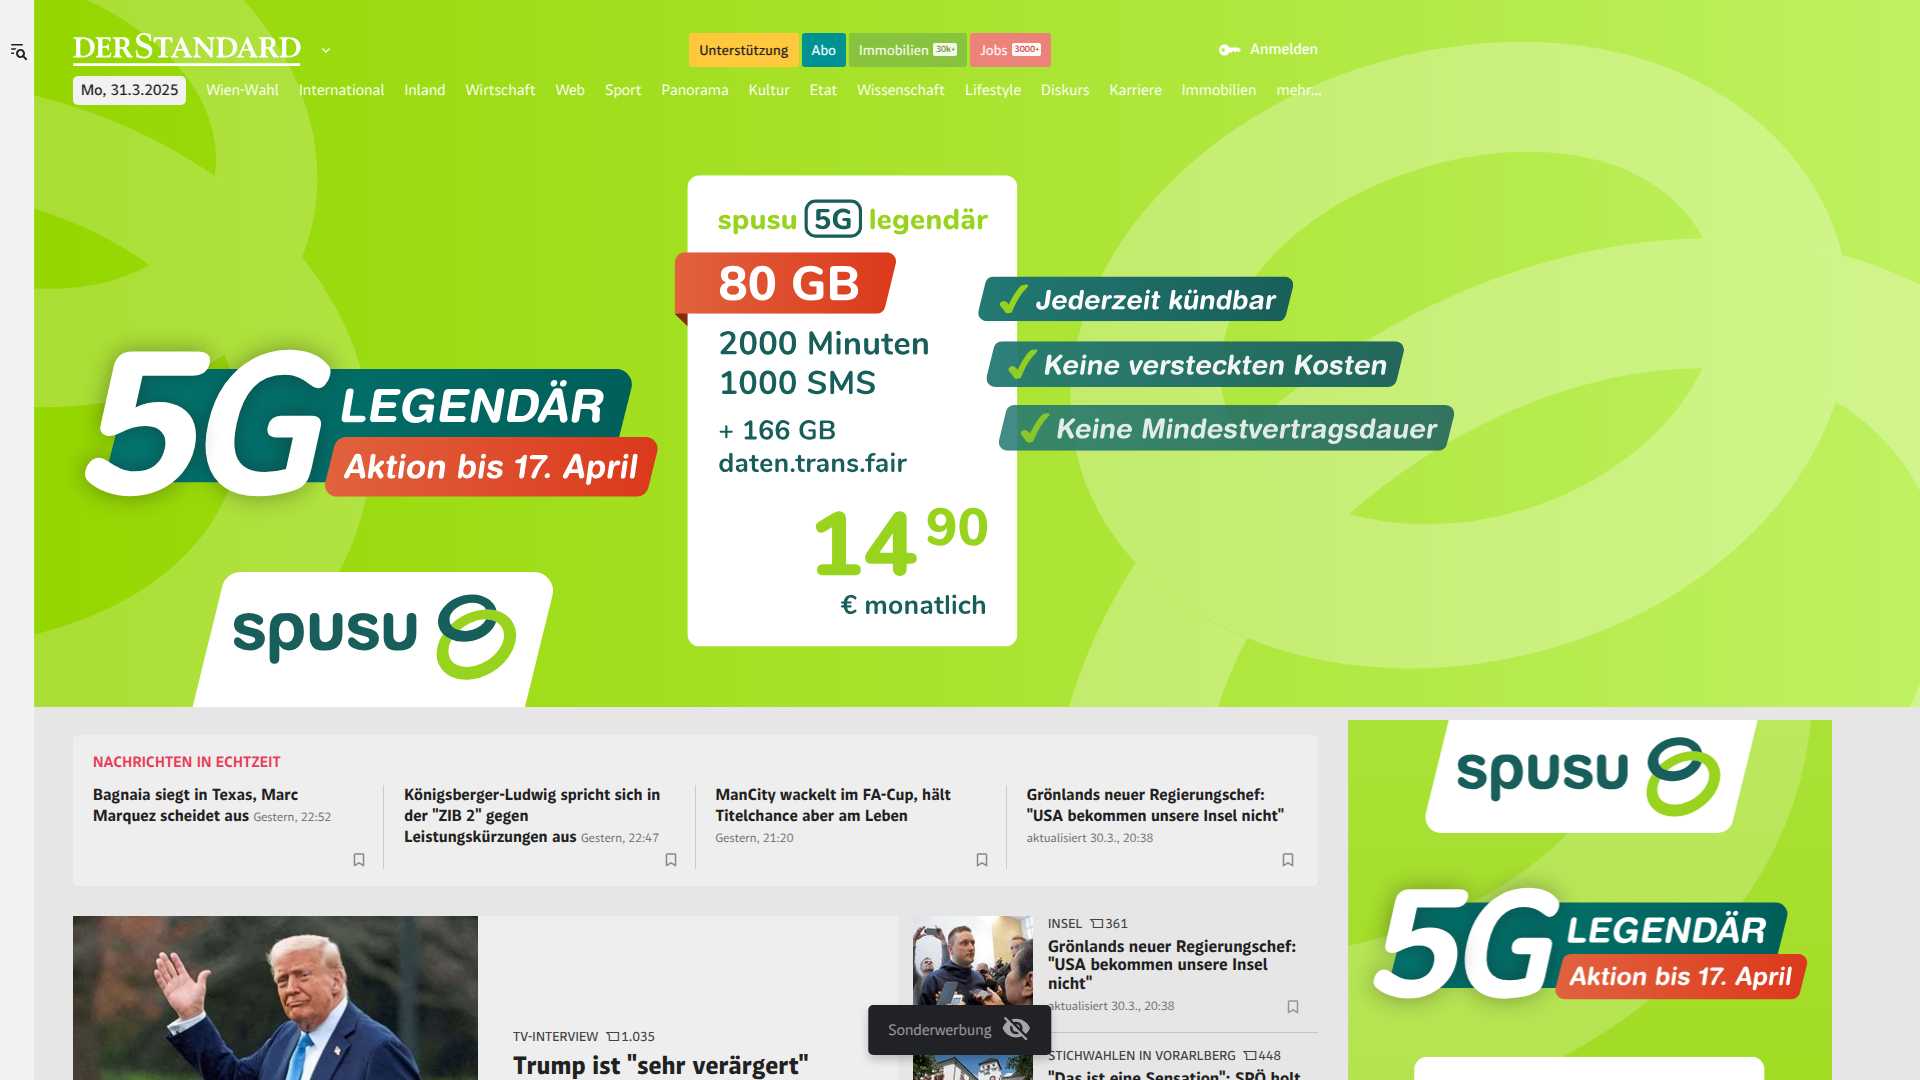 DERSTANDARD
Unterstützung
Abo
Immobilien 30k+
Jobs 3000+
Anmelden
Mo, 31.3.2025
Wien-Wahl
International
Inland
Wirtschaft
Web
Sport
Panorama
Kultur
Etat
Wissenschaft
Lifestyle
Diskurs
Karriere
Immobilien
mehr...
5G LEGENDÄR
Aktion bis 17. April
spusu
spusu 5G legendär
80 GB
2000 Minuten
1000 SMS
+ 166 GB
daten.trans.fair
14 90
€ monatlich
Jederzeit kündbar
Keine versteckten Kosten
Keine Mindestvertragsdauer
NACHRICHTEN IN ECHTZEIT
Bagnaia siegt in Texas, Marc
Marquez scheidet aus Gestern, 22:52
Königsberger-Ludwig spricht sich in
der "ZIB 2" gegen
Leistungskürzungen aus Gestern, 22:47
ManCity wackelt im FA-Cup, hält
Titelchance aber am Leben
Gestern, 21:20
Grönlands neuer Regierungschef:
"USA bekommen unsere Insel nicht"
aktualisiert 30.3., 20:38
TV-INTERVIEW 1.035
Trump ist "sehr verärgert"
INSEL 361
Grönlands neuer Regierungschef:
"USA bekommen unsere Insel
nicht"
aktualisiert 30.3., 20:38
Sonderwerbung
STICHWAHLEN IN VORARLBERG 448
"Das ist eine Sensation": SPÖ holt
spusu
5G LEGENDÄR
Aktion bis 17. April